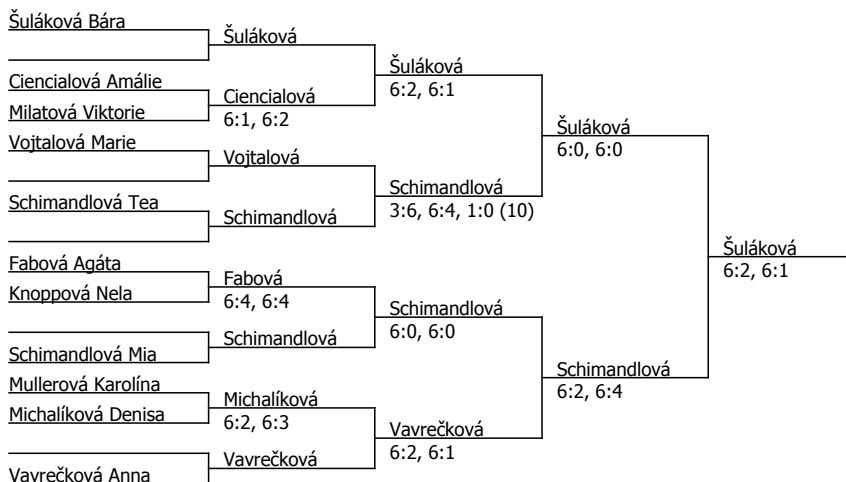 Šuláková Bára
Šuláková
Ciencialová Amálie
Šuláková
6:2, 6:1
Milatová Viktorie
Ciencialová
6:1, 6:2
Šuláková
6:0, 6:0
Vojtalová Marie
Vojtalová
Schimandlová
3:6, 6:4, 1:0 (10)
Schimandlová Tea
Schimandlová
Šuláková
6:2, 6:1
Fabová Agáta
Fabová
6:4, 6:4
Knoppová Nela
Schimandlová
6:0, 6:0
Schimandlová
Schimandlová Mia
Schimandlová
6:2, 6:4
Mullerová Karolína
Michalíková
6:2, 6:3
Michalíková Denisa
Vavrečková
6:2, 6:1
Vavrečková
Vavrečková Anna